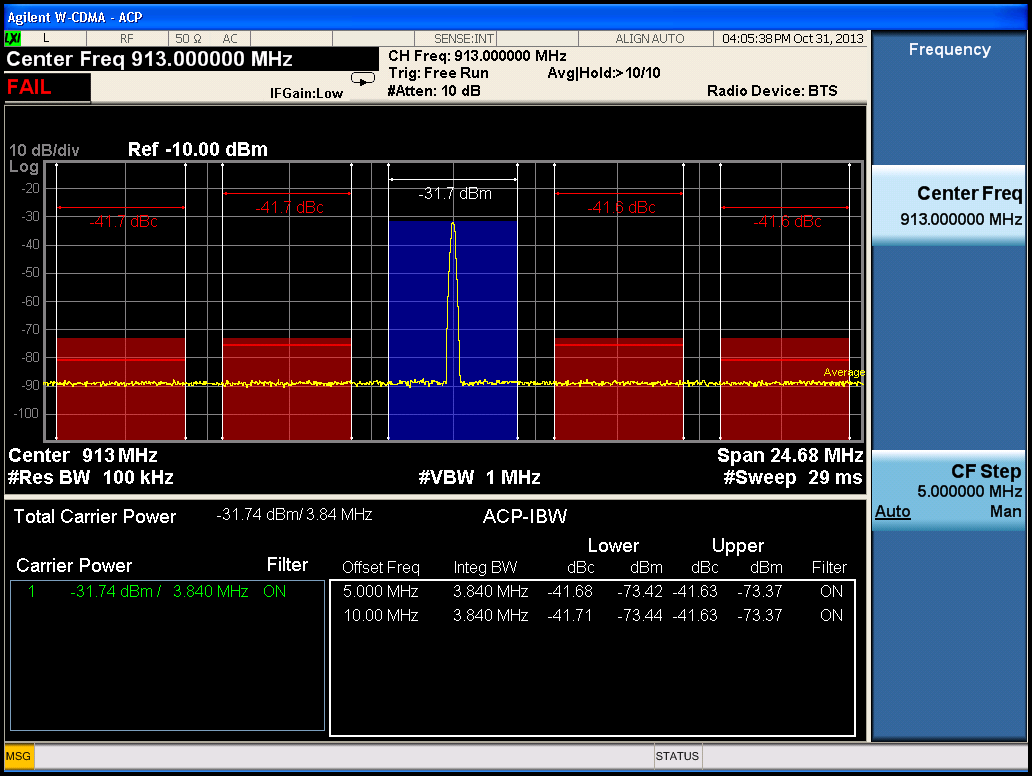 Agilent W-CDMA - ACP
LXI L RF 50 Ω AC SENSE:INT ALIGN AUTO 04:05:38 PM Oct 31, 2013
Center Freq 913.000000 MHz
CH Freq: 913.000000 MHz
Trig: Free Run Avg|Hold:>10/10
FAIL
IFGain:Low
#Atten: 10 dB Radio Device: BTS
Frequency
Center Freq
913.000000 MHz
CF Step
5.000000 MHz
Auto Man
10 dB/div Ref -10.00 dBm
Log
-20
-30
-40
-50
-60
-70
-80
-90
-100
-41.7 dBc -41.7 dBc -31.7 dBm -41.6 dBc -41.6 dBc
Average
Center 913 MHz Span 24.68 MHz
#Res BW 100 kHz #VBW 1 MHz #Sweep 29 ms
Total Carrier Power -31.74 dBm/ 3.84 MHz ACP-IBW
Lower Upper
Carrier Power Filter Offset Freq Integ BW dBc dBm dBc dBm Filter
1 -31.74 dBm / 3.840 MHz ON 5.000 MHz 3.840 MHz -41.68 -73.42 -41.63 -73.37 ON
10.00 MHz 3.840 MHz -41.71 -73.44 -41.63 -73.37 ON
MSG STATUS